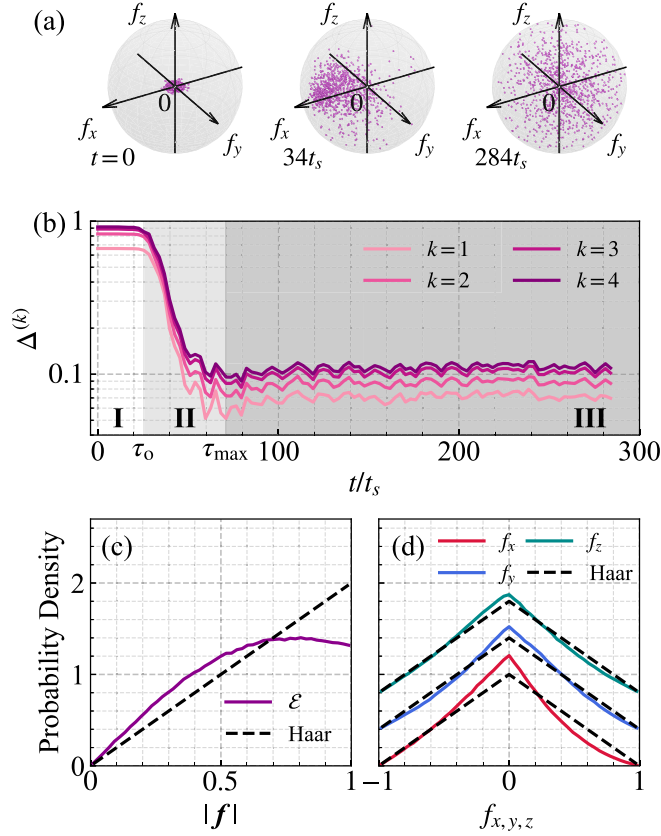 (a)
f_z f_z f_z
0 0 0
f_x f_y f_x f_y f_x f_y
t = 0 34t_s 284t_s
(b)
1
0.1
Δ^(k)
k = 1 k = 3
k = 2 k = 4
I II III
0 τ_o τ_max 100 200 300
t/t_s
(c)
Probability Density
2
1
0
ℰ
Haar
0 0.5 1
|f|
(d)
f_x f_z
f_y Haar
−1 0 1
f_x,y,z